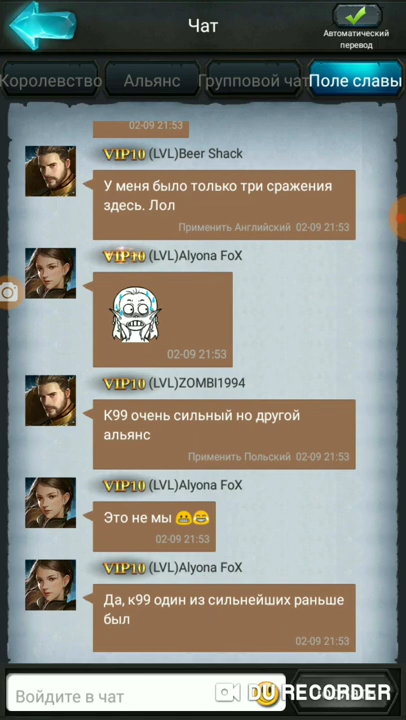 Чат
Автоматический
перевод
Королевство
Альянс
Групповой чат
Поле славы
02-09 21:53
VIP10 (LVL)Beer Shack
У меня было только три сражения
здесь. Лол
Применить Английский 02-09 21:53
VIP10 (LVL)Alyona FoX
02-09 21:53
VIP10 (LVL)ZOMBI1994
К99 очень сильный но другой
альянс
Применить Польский 02-09 21:53
VIP10 (LVL)Alyona FoX
Это не мы 😬😄
02-09 21:53
VIP10 (LVL)Alyona FoX
Да, к99 один из сильнейших раньше
был
02-09 21:53
Войдите в чат
DU RECORDER